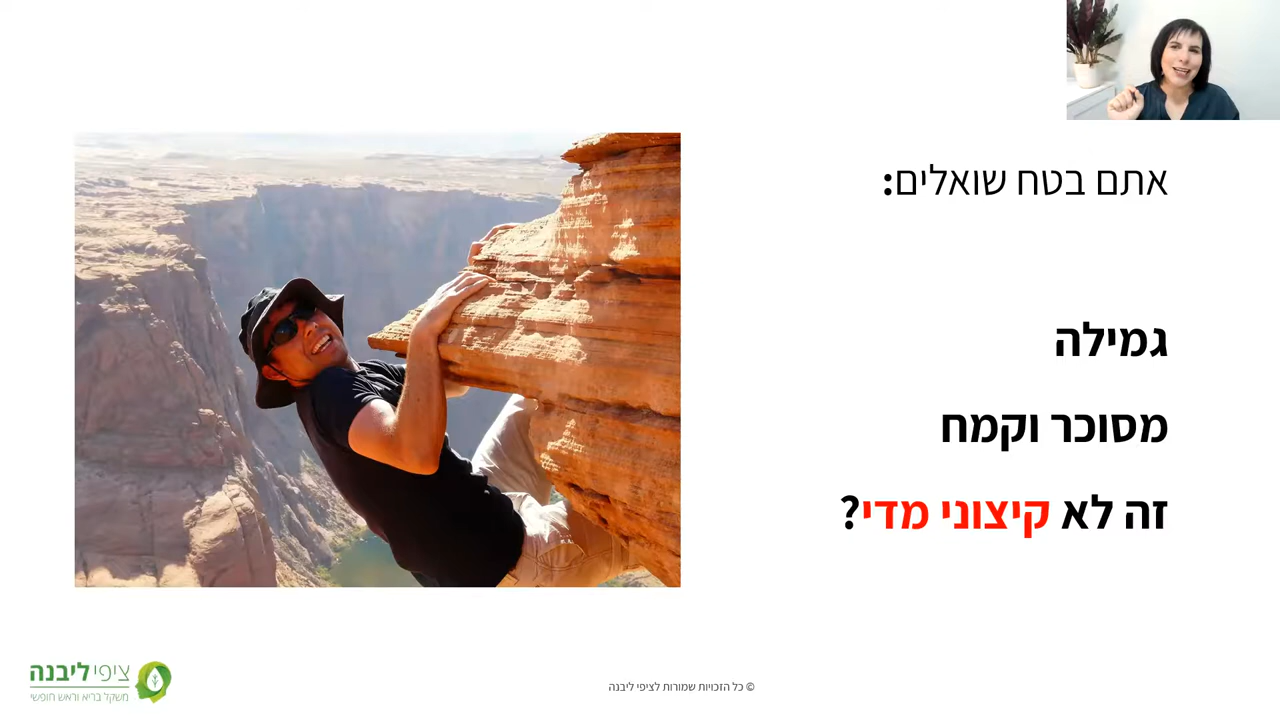 אתם בטח שואלים:
גמילה
מסוכר וקמח
זה לא קיצוני מדי?
ציפי ליבנה
משקל בריא וראש חופשי
© כל הזכויות שמורות לציפי ליבנה